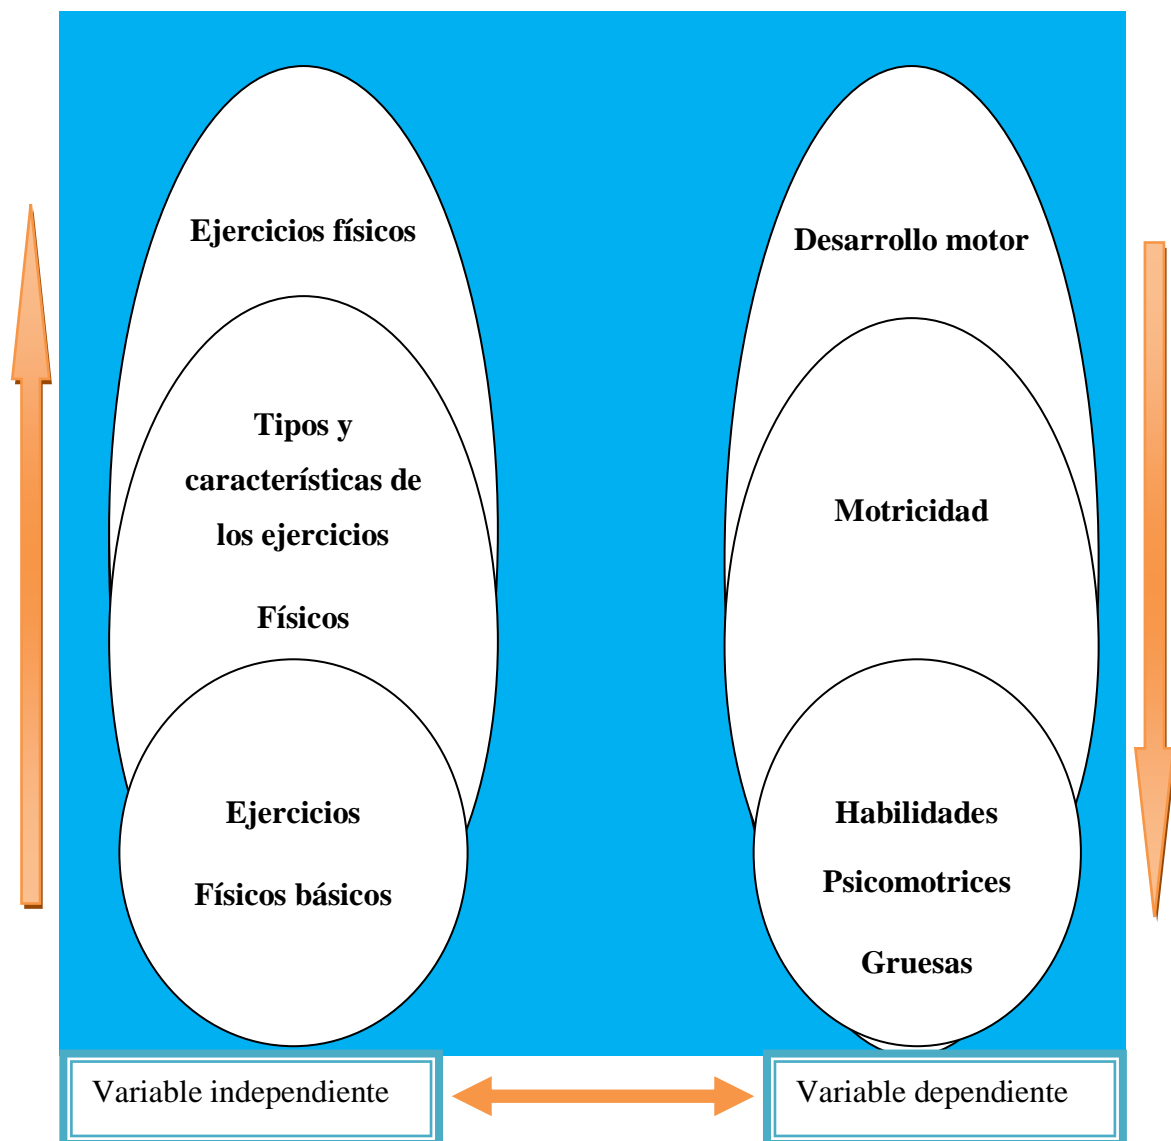 Ejercicios físicos
Tipos y
características de
los ejercicios
Físicos
Ejercicios
Físicos básicos
Desarrollo motor
Motricidad
Habilidades
Psicomotrices
Gruesas
Variable independiente
Variable dependiente